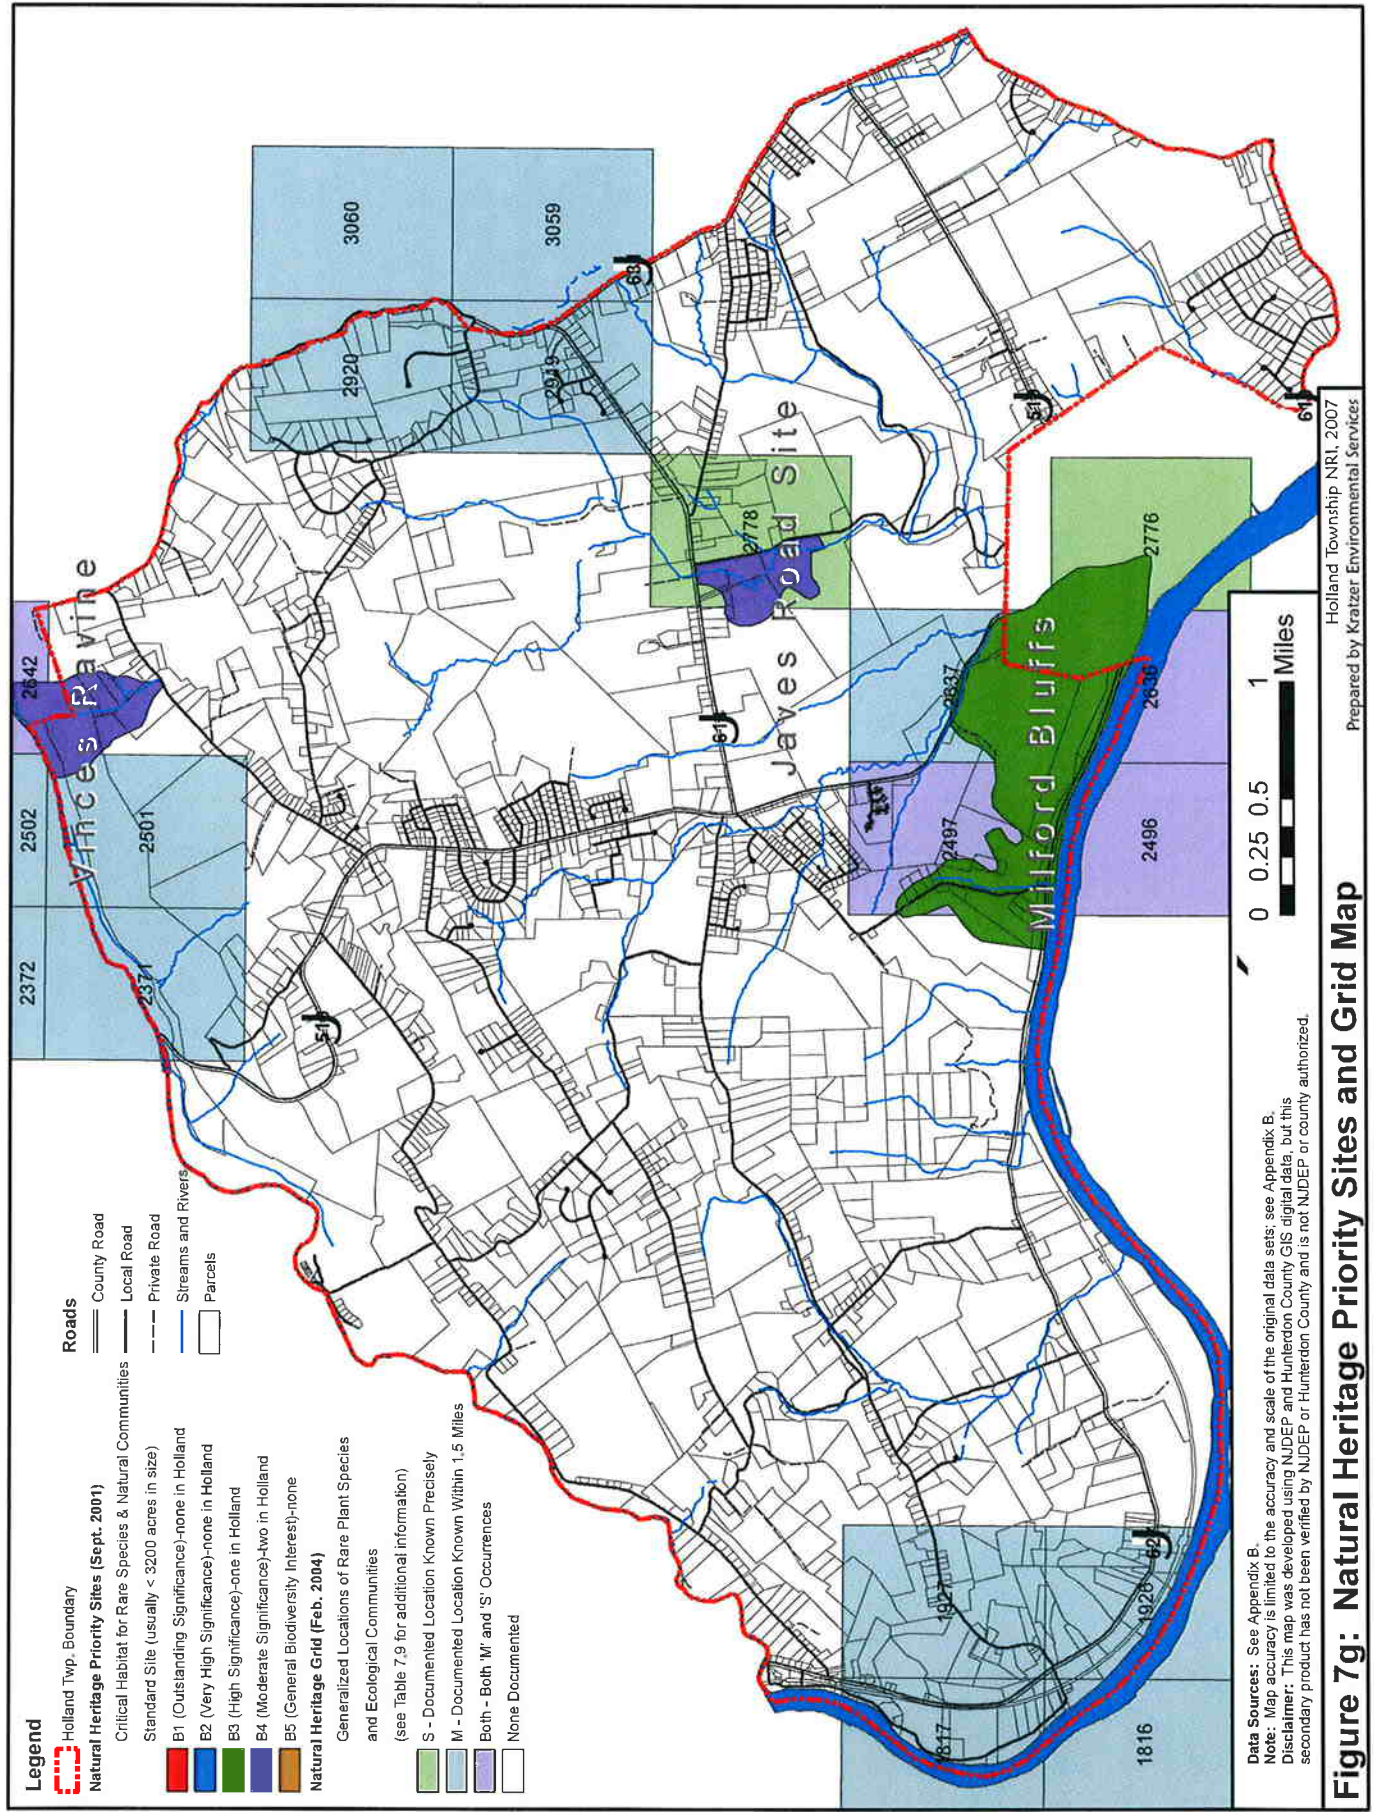 Legend
Holland Twp. Boundary
Natural Heritage Priority Sites (Sept. 2001)
Critical Habitat for Rare Species & Natural Communities
Standard Site (usually < 3200 acres in size)
B1 (Outstanding Significance)-none in Holland
B2 (Very High Significance)-none in Holland
B3 (High Significance)-one in Holland
B4 (Moderate Significance)-two in Holland
B5 (General Biodiversity Interest)-none
Natural Heritage Grid (Feb. 2004)
Generalized Locations of Rare Plant Species
and Ecological Communities
(see Table 7.9 for additional information)
S - Documented Location Known Precisely
M - Documented Location Known Within 1.5 Miles
Both - Both 'M' and 'S' Occurrences
None Documented
Roads
County Road
Local Road
Private Road
Streams and Rivers
Parcels
2372
2502
2642
2371
2501
Vinces Ravine
3060
2920
3059
2919
519
614
Javes Road Site
2778
1927
1817
2497
2637
Milford Bluffs
1926
1816
2496
2636
2776
0 0.25 0.5 1
Miles
Data Sources: See Appendix B.
Note: Map accuracy is limited to the accuracy and scale of the original data sets; see Appendix B.
Disclaimer: This map was developed using NJDEP and Hunterdon County GIS digital data, but this
secondary product has not been verified by NJDEP or Hunterdon County and is not NJDEP or county authorized.
Figure 7g: Natural Heritage Priority Sites and Grid Map
Holland Township NRI, 2007
Prepared by Kratzer Environmental Services